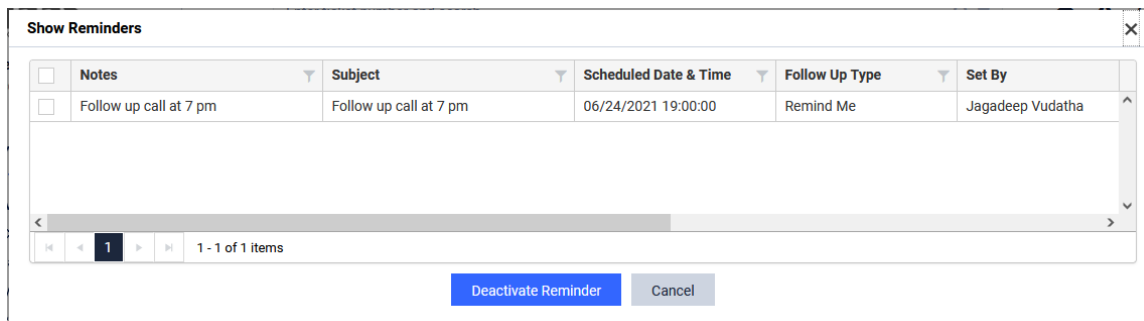 Show Reminders
Notes Subject Scheduled Date & Time Follow Up Type Set By
Follow up call at 7 pm Follow up call at 7 pm 06/24/2021 19:00:00 Remind Me Jagadeep Vudatha
1 1 - 1 of 1 items
Deactivate Reminder Cancel